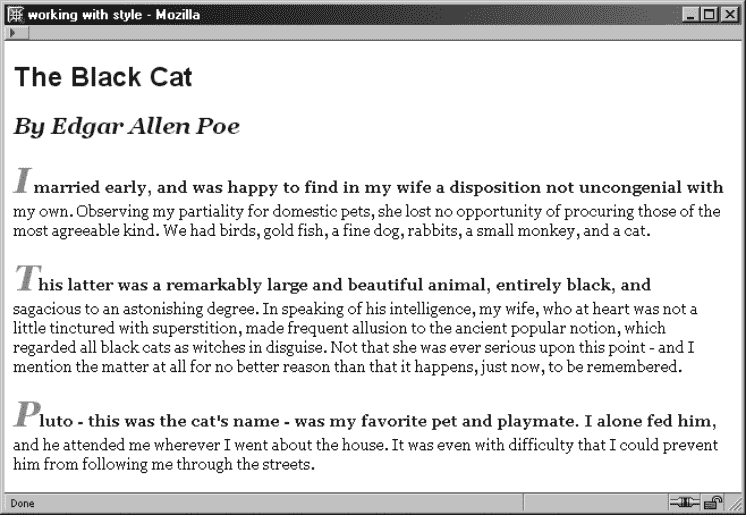 working with style - Mozilla
The Black Cat
By Edgar Allen Poe
I married early, and was happy to find in my wife a disposition not uncongenial with
my own. Observing my partiality for domestic pets, she lost no opportunity of procuring those of the
most agreeable kind. We had birds, gold fish, a fine dog, rabbits, a small monkey, and a cat.
This latter was a remarkably large and beautiful animal, entirely black, and
sagacious to an astonishing degree. In speaking of his intelligence, my wife, who at heart was not a
little tinctured with superstition, made frequent allusion to the ancient popular notion, which
regarded all black cats as witches in disguise. Not that she was ever serious upon this point - and I
mention the matter at all for no better reason than that it happens, just now, to be remembered.
Pluto - this was the cat's name - was my favorite pet and playmate. I alone fed him,
and he attended me wherever I went about the house. It was even with difficulty that I could prevent
him from following me through the streets.
Done